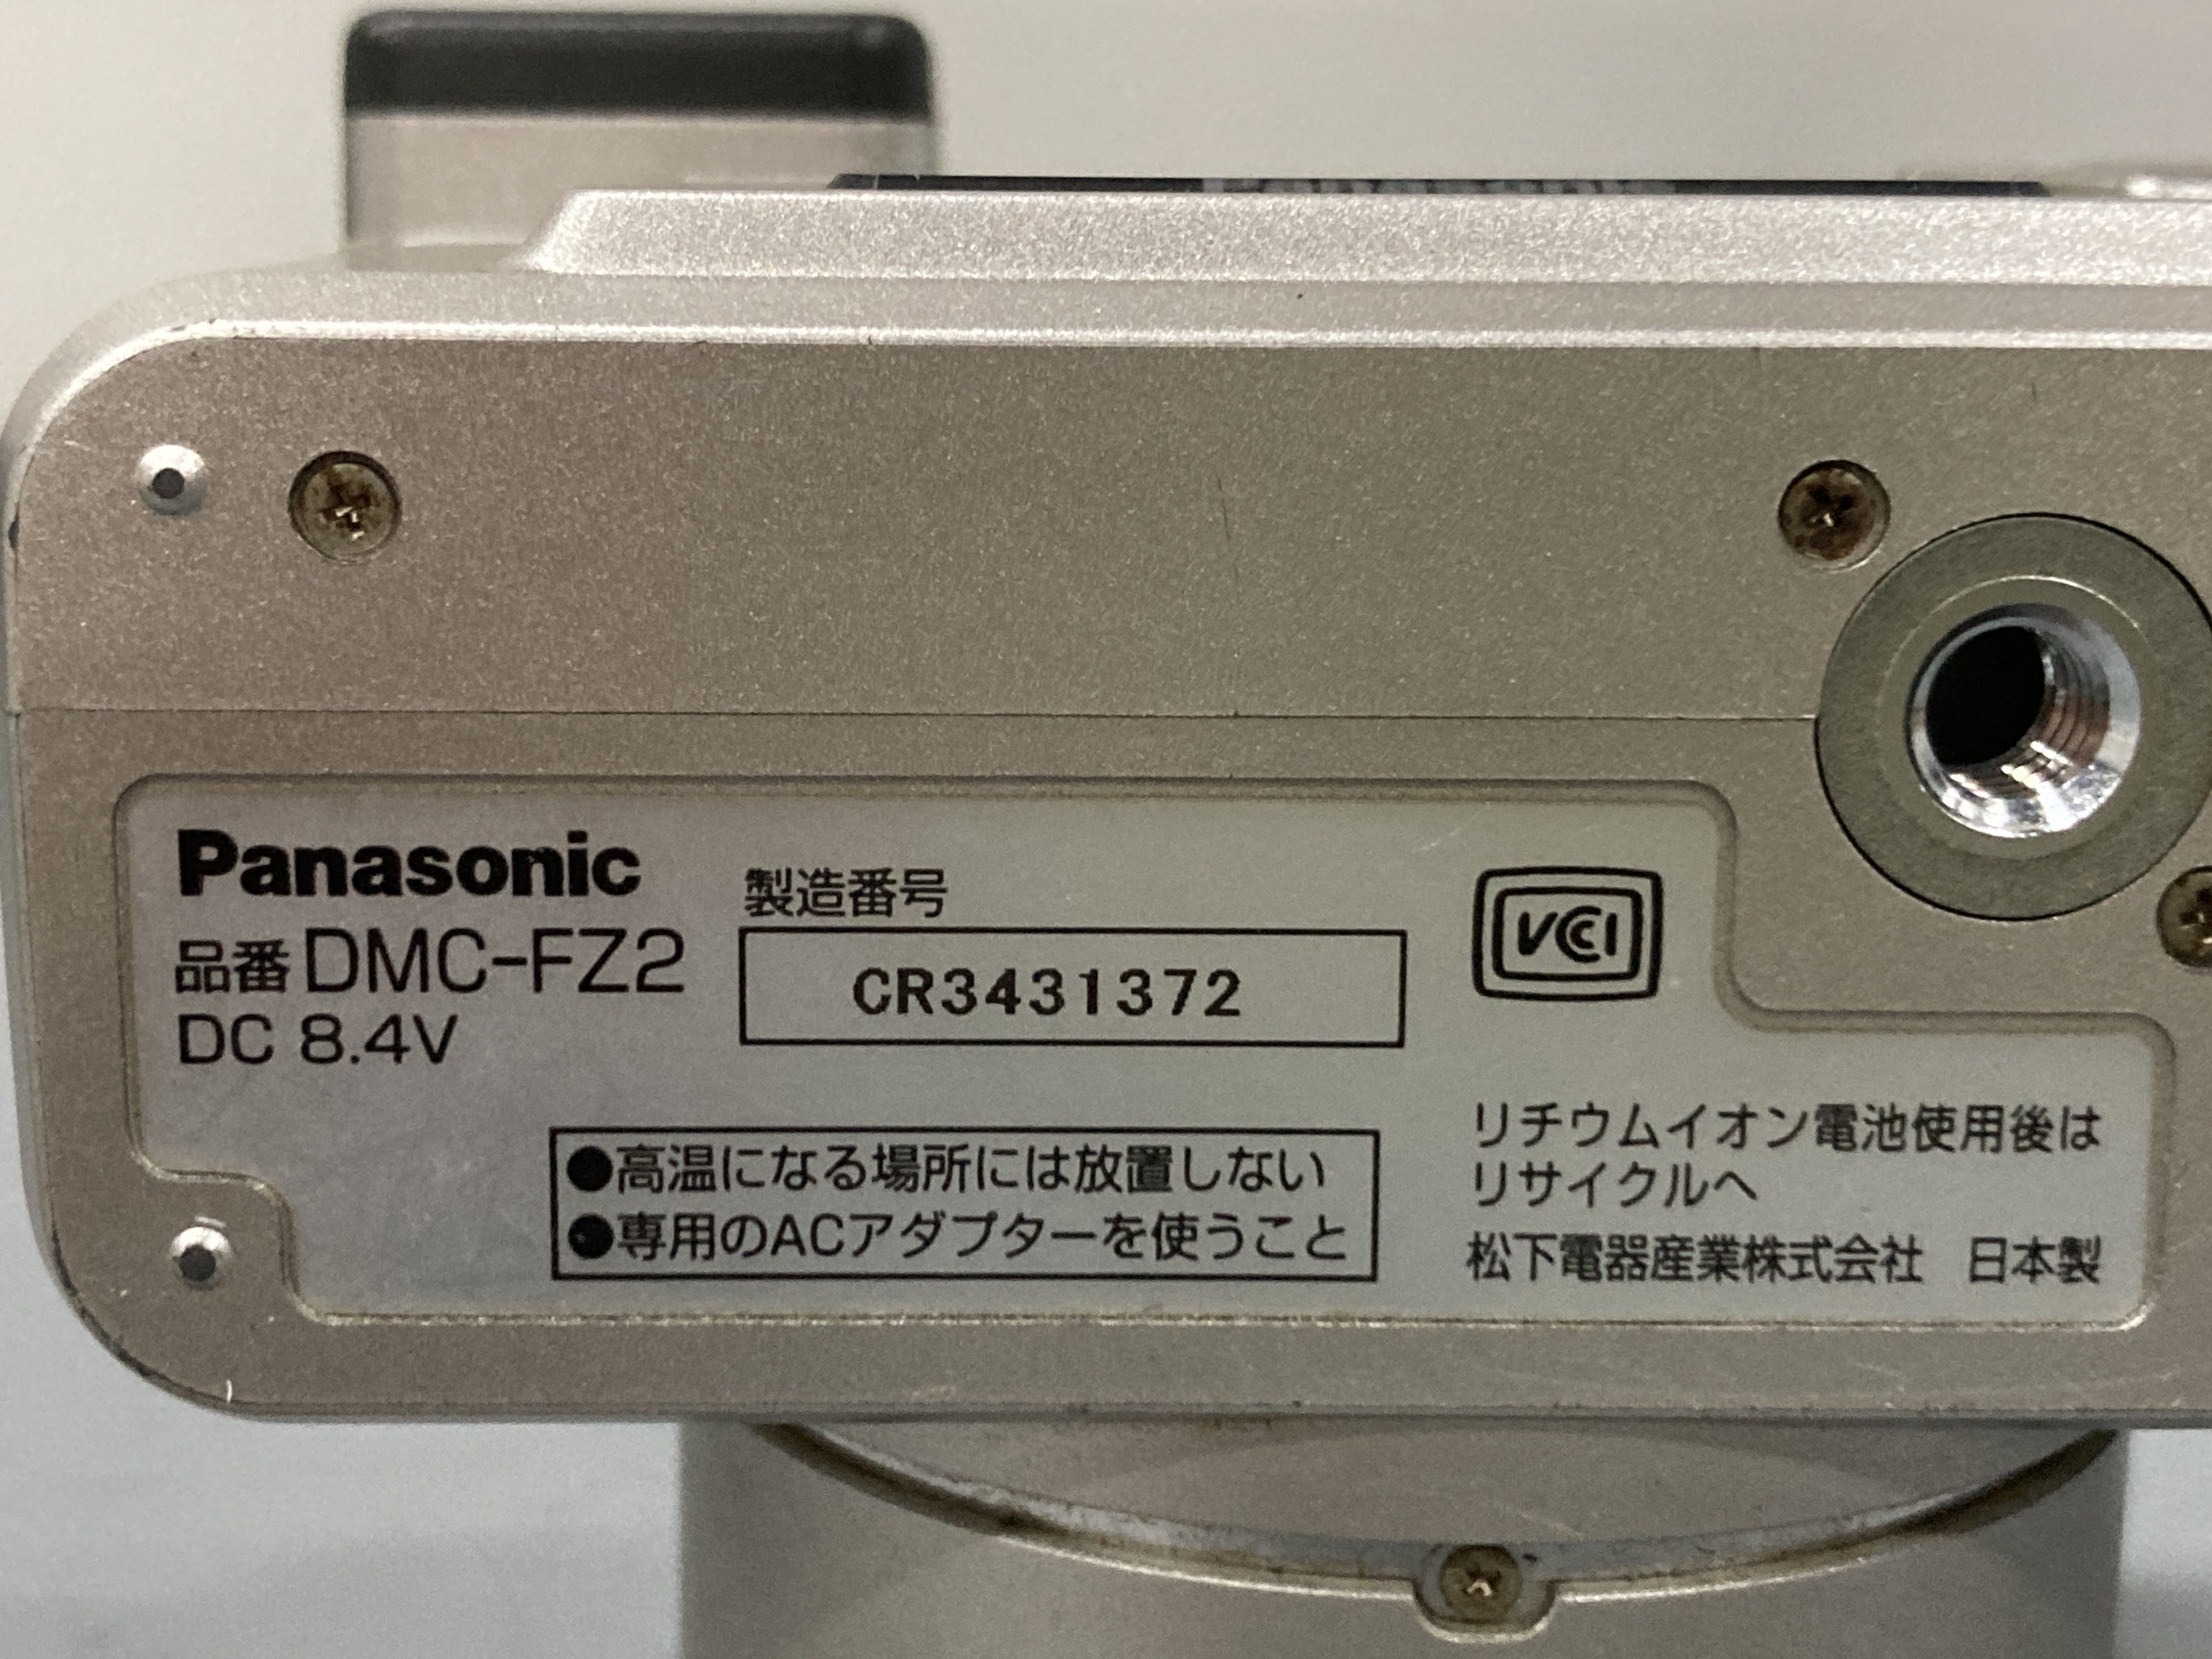 Panasonic
品番 DMC-FZ2
DC 8.4V
製造番号
CR3431372
VCCI
●高温になる場所には放置しない
●専用のACアダプターを使うこと
リチウムイオン電池使用後は
リサイクルへ
松下電器産業株式会社 日本製